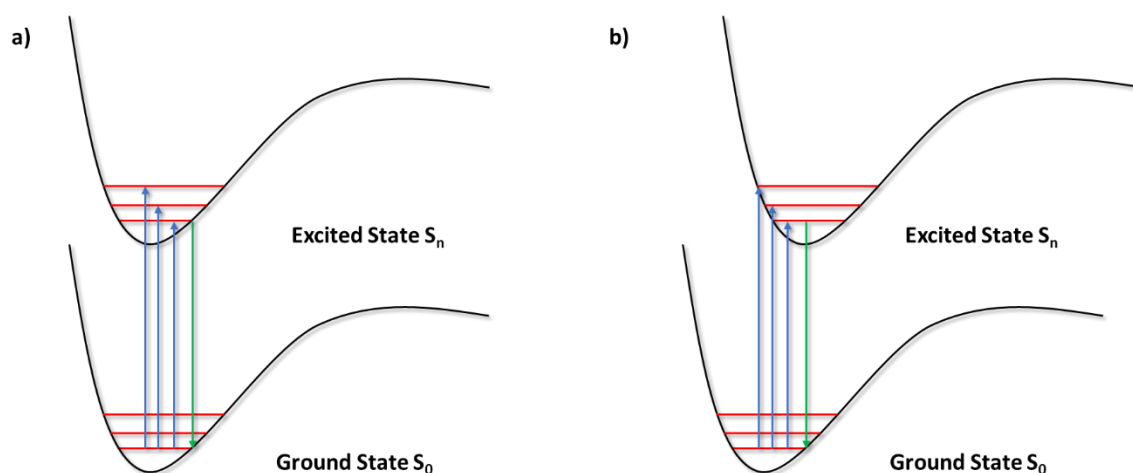 a)
b)
Excited State Sn
Excited State Sn
Ground State S0
Ground State S0